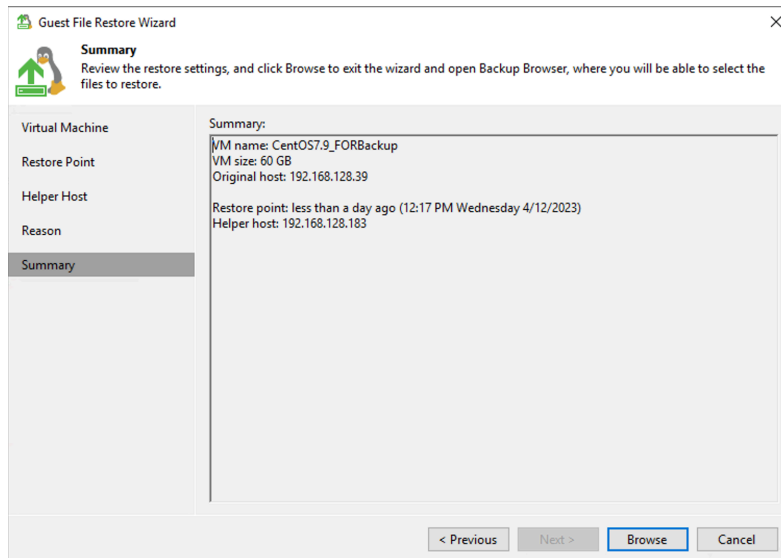 Guest File Restore Wizard
Summary
Review the restore settings, and click Browse to exit the wizard and open Backup Browser, where you will be able to select the
files to restore.
Virtual Machine
Restore Point
Helper Host
Reason
Summary
Summary:
VM name: CentOS7.9_FORBackup
VM size: 60 GB
Original host: 192.168.128.39
Restore point: less than a day ago (12:17 PM Wednesday 4/12/2023)
Helper host: 192.168.128.183
< Previous
Next >
Browse
Cancel